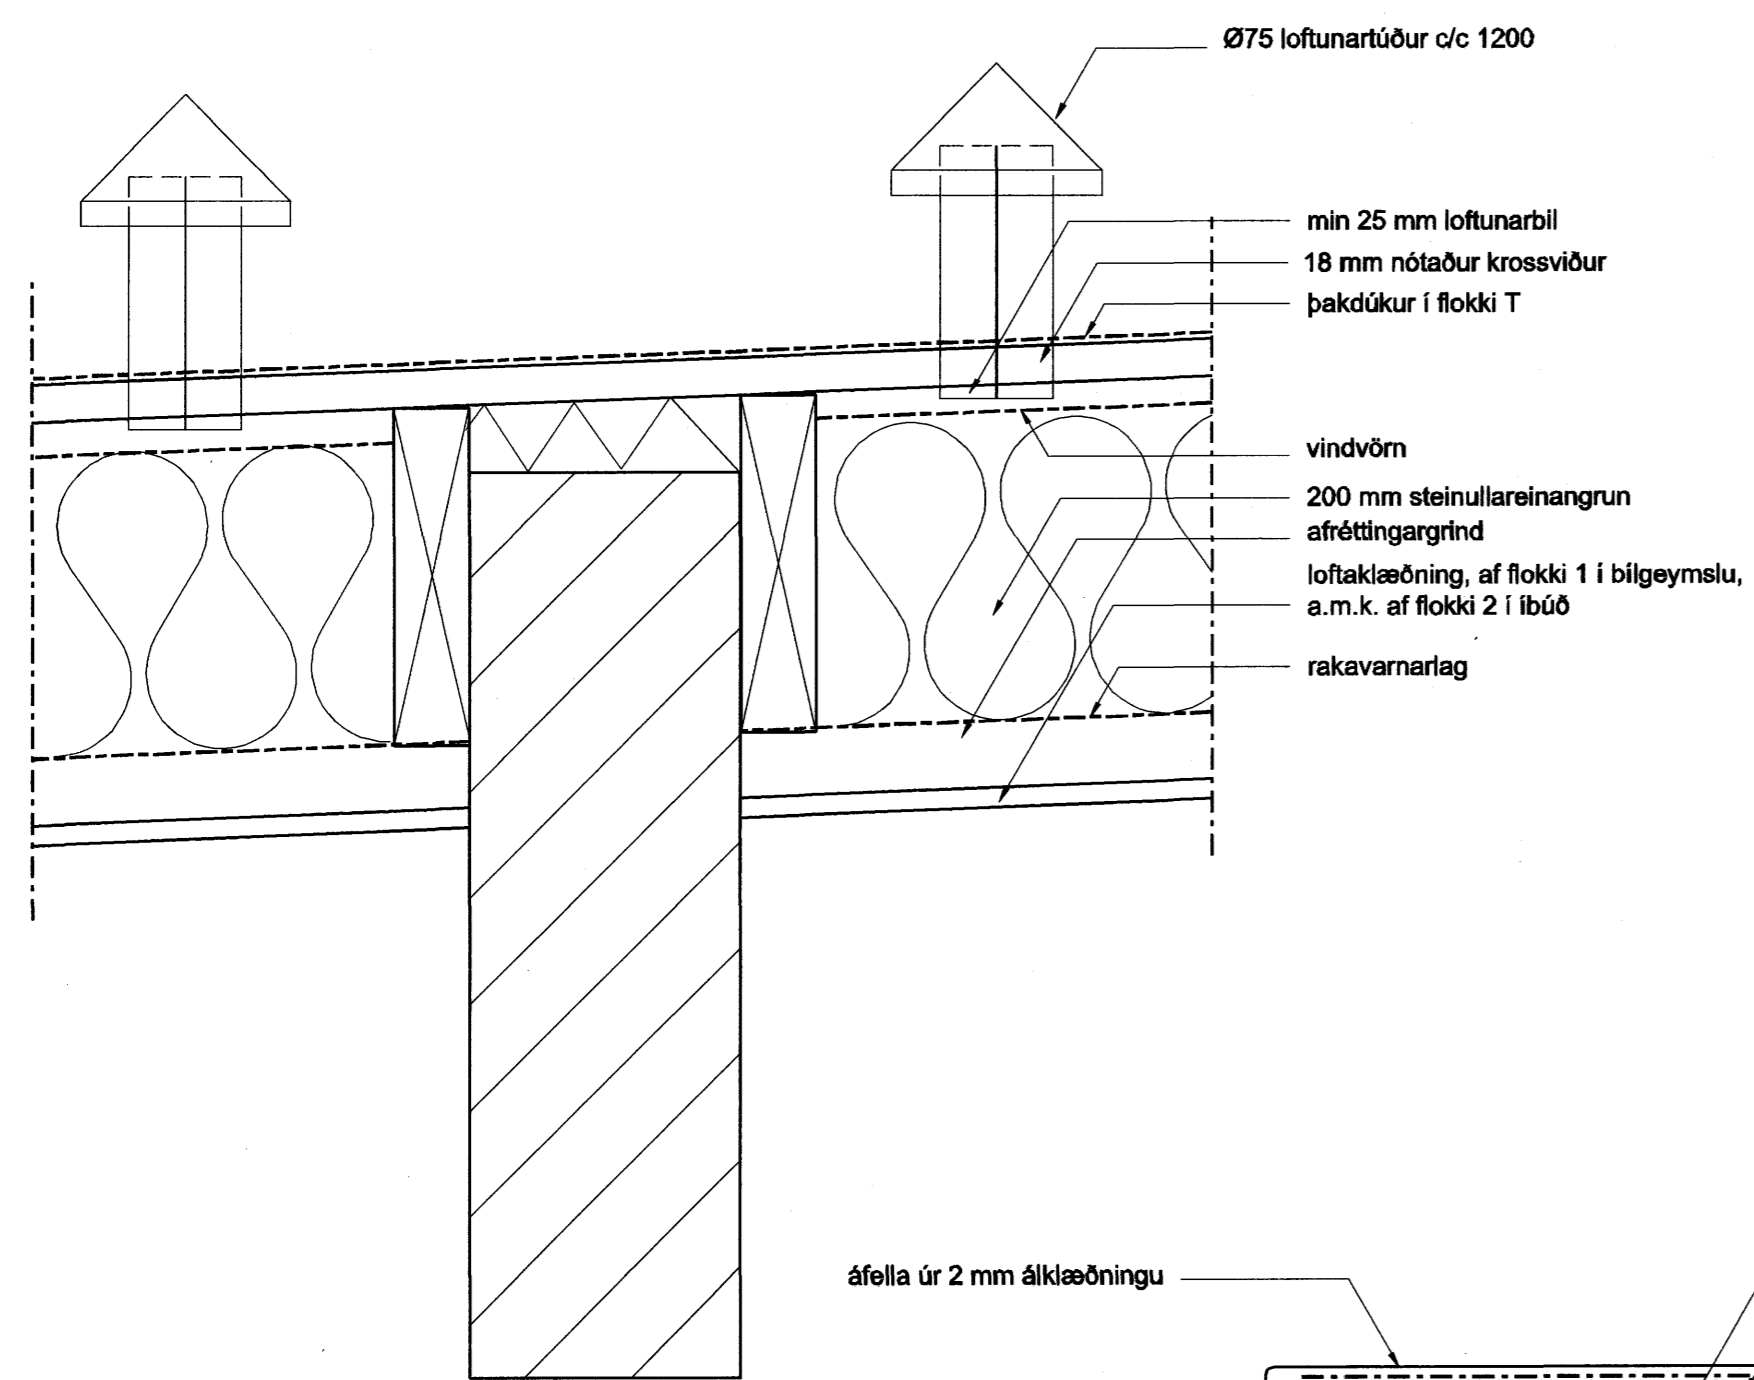 Ø75 loftunartúður c/c 1200
min 25 mm loftunarbil
18 mm nótaður krossviður
þakdúkur í flokki T
vindvörn
200 mm steinullareinangrun
afréttingargrind
loftaklæðning, af flokki 1 í bílgeymslu,
a.m.k. af flokki 2 í íbúð
rakavarnarlag
áfella úr 2 mm álklæðningu